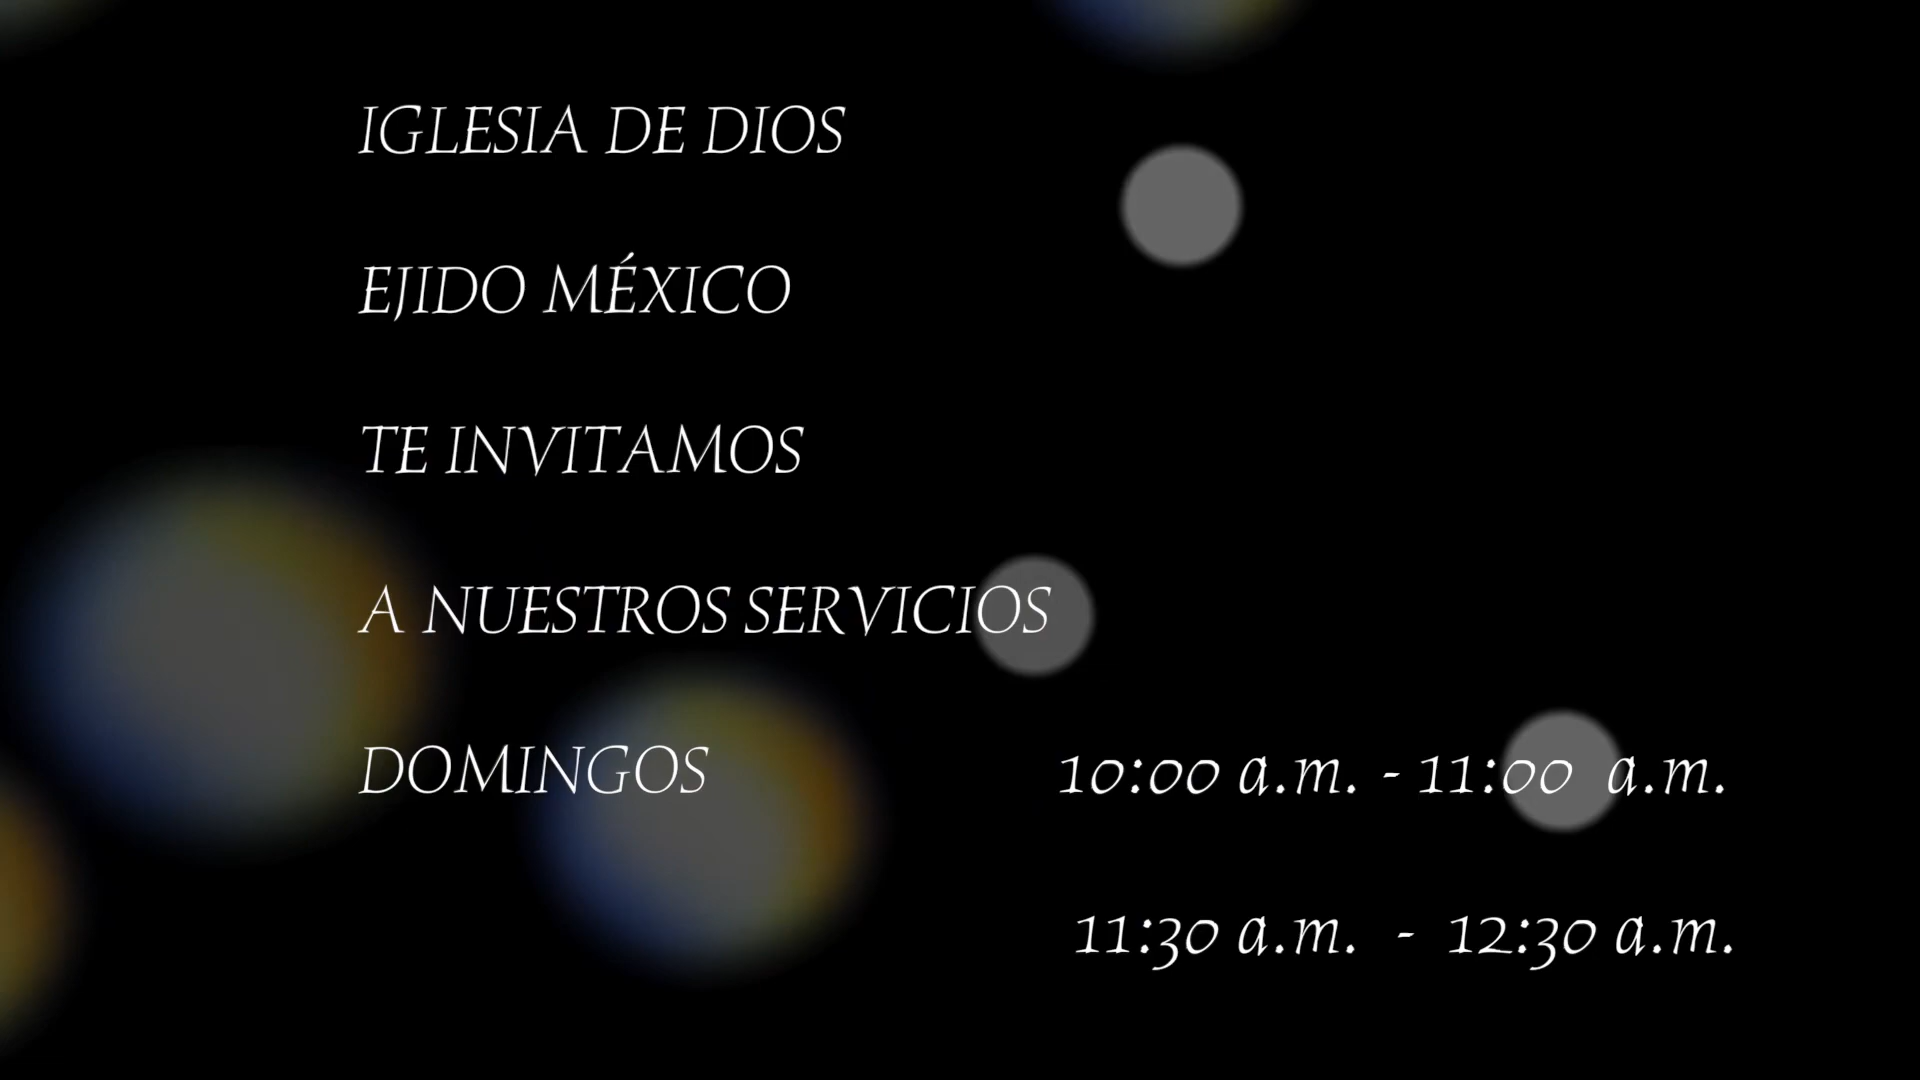 IGLESIA DE DIOS
EJIDO MÉXICO
TE INVITAMOS
A NUESTROS SERVICIOS
DOMINGOS 10:00 a.m. - 11:00 a.m.
11:30 a.m. - 12:30 a.m.